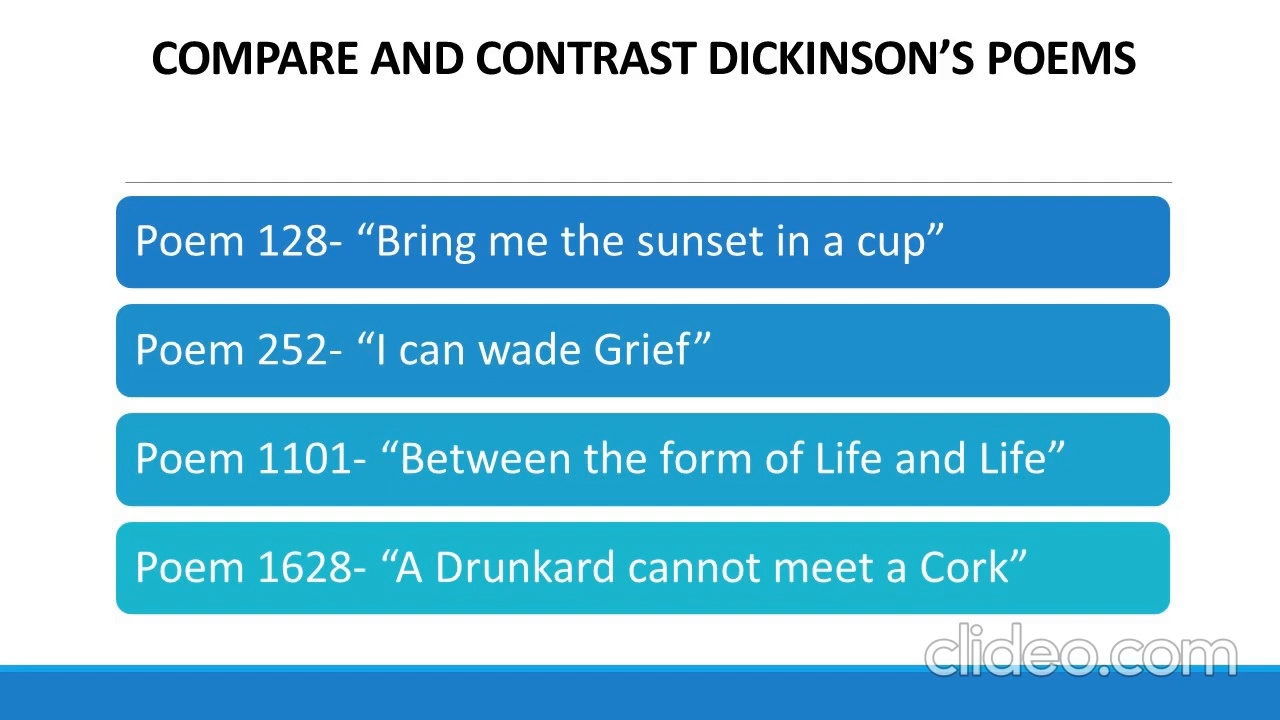 COMPARE AND CONTRAST DICKINSON’S POEMS
Poem 128- “Bring me the sunset in a cup”
Poem 252- “I can wade Grief”
Poem 1101- “Between the form of Life and Life”
Poem 1628- “A Drunkard cannot meet a Cork”
clideo.com